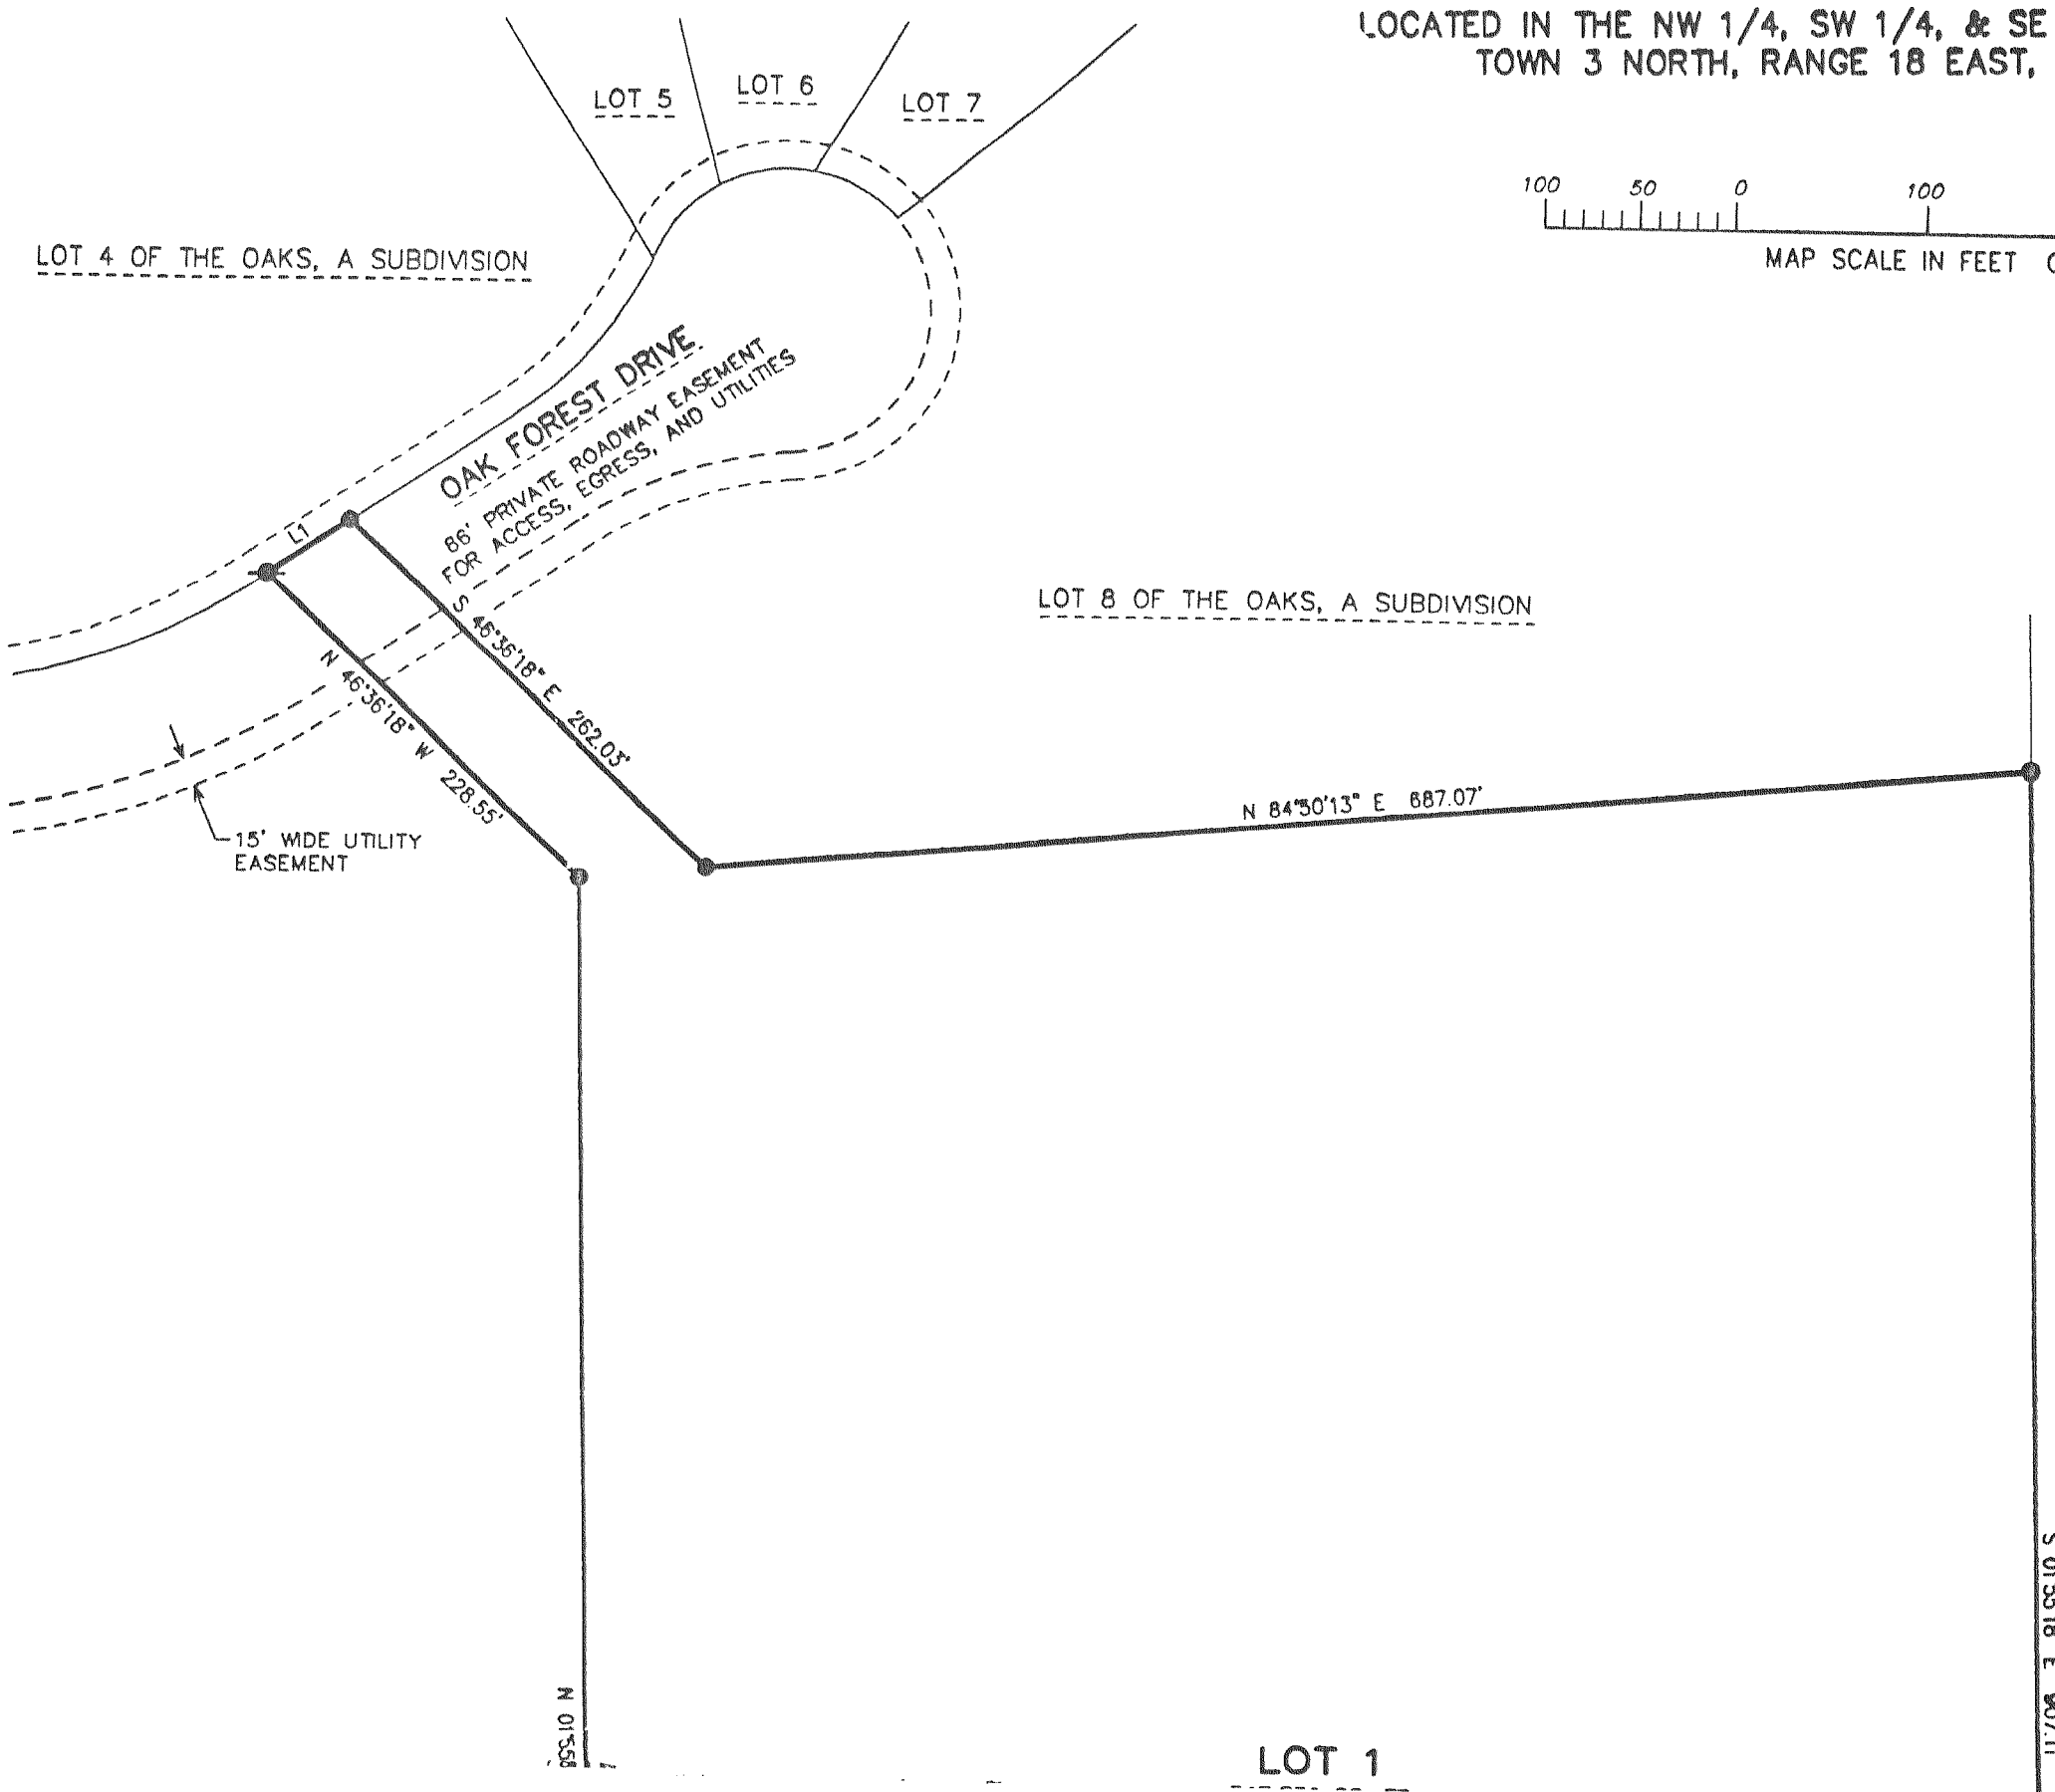 LOCATED IN THE NW 1/4, SW 1/4, & SE
TOWN 3 NORTH, RANGE 18 EAST,
LOT 5
LOT 6
LOT 7
100 50 0 100
MAP SCALE IN FEET
LOT 4 OF THE OAKS, A SUBDIVISION
OAK FOREST DRIVE
86' PRIVATE ROADWAY EASEMENT
FOR ACCESS, EGRESS, AND UTILITIES
L1
LOT 8 OF THE OAKS, A SUBDIVISION
S 46°36'18" E 262.03'
N 46°36'18" W 228.55'
N 84°50'13" E 687.07'
15' WIDE UTILITY
EASEMENT
LOT 1